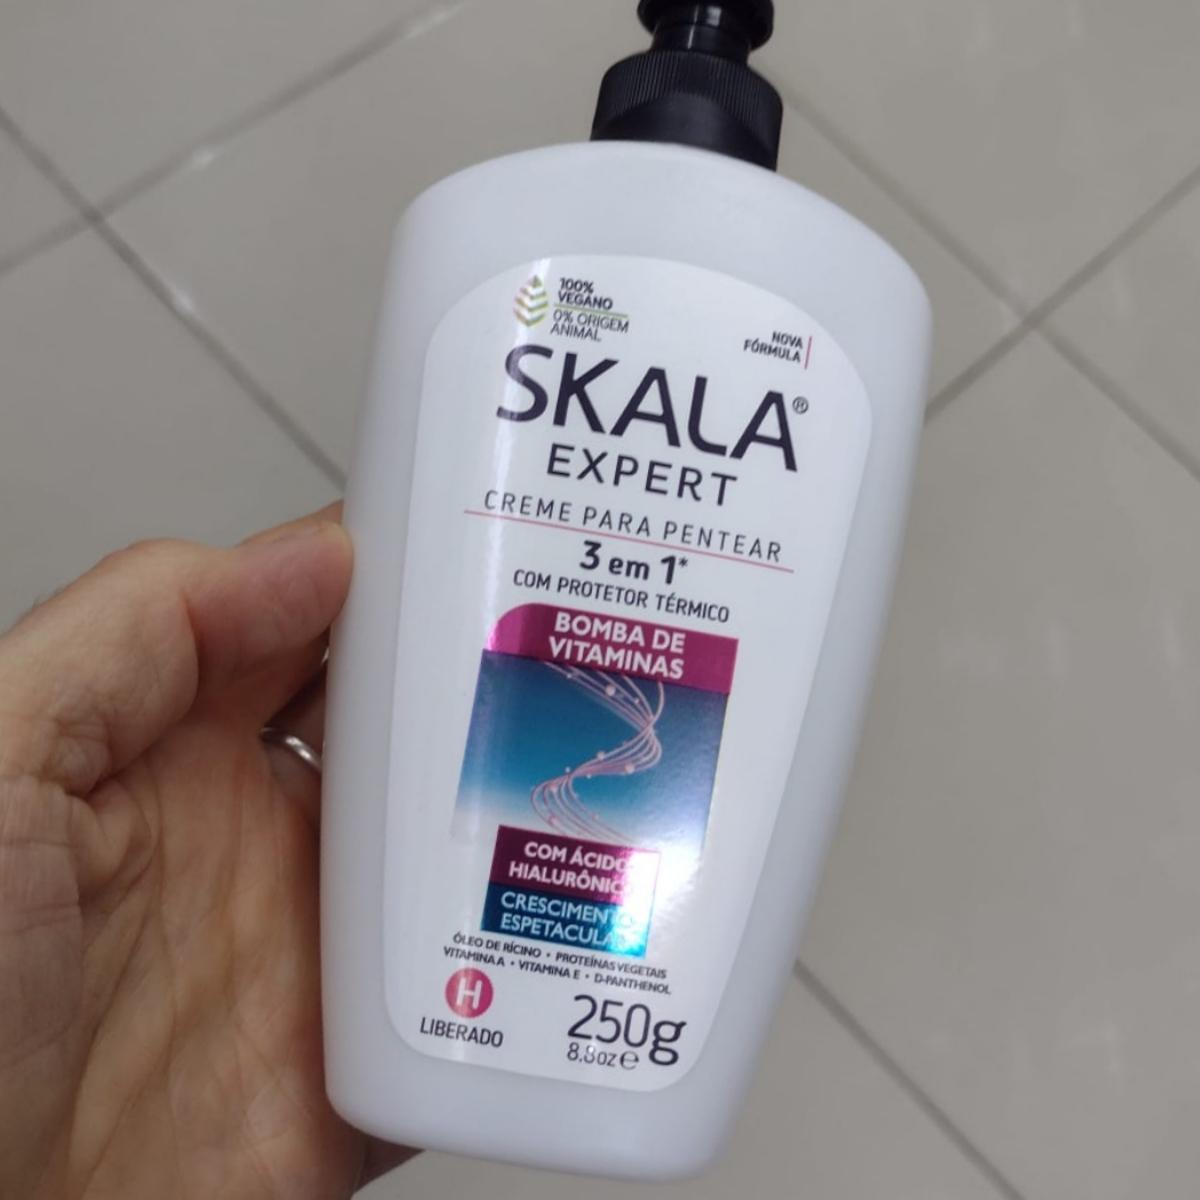 100%
VEGANO
0% ORIGEM
ANIMAL
NOVA
FÓRMULA
SKALA®
EXPERT
CREME PARA PENTEAR
3 em 1*
COM PROTETOR TÉRMICO
BOMBA DE
VITAMINAS
COM ÁCIDO
HIALURÔNICO
CRESCIMENTO
ESPETACULAR
ÓLEO DE RÍCINO • PROTEÍNAS VEGETAIS
VITAMINA A • VITAMINA E • D-PANTHENOL
H
LIBERADO
250g
8.8oz ℮